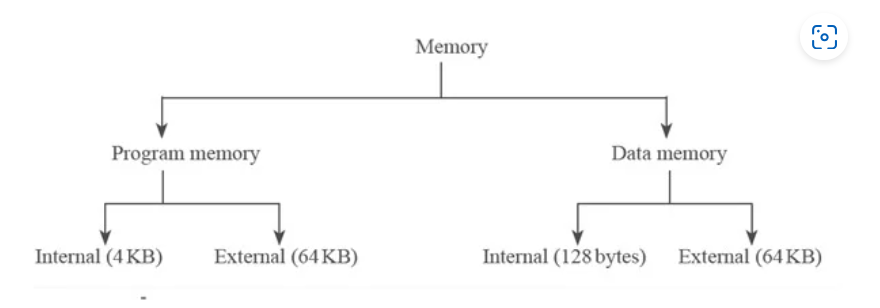 Memory
Program memory
Data memory
Internal (4 KB)
External (64 KB)
Internal (128 bytes)
External (64 KB)